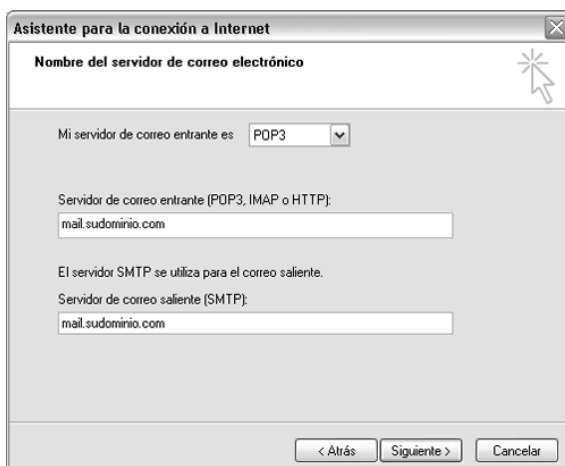 Asistente para la conexión a Internet
Nombre del servidor de correo electrónico
Mi servidor de correo entrante es POP3
Servidor de correo entrante (POP3, IMAP o HTTP):
mail.sudominio.com
El servidor SMTP se utiliza para el correo saliente.
Servidor de correo saliente (SMTP):
mail.sudominio.com
< Atrás Siguiente > Cancelar